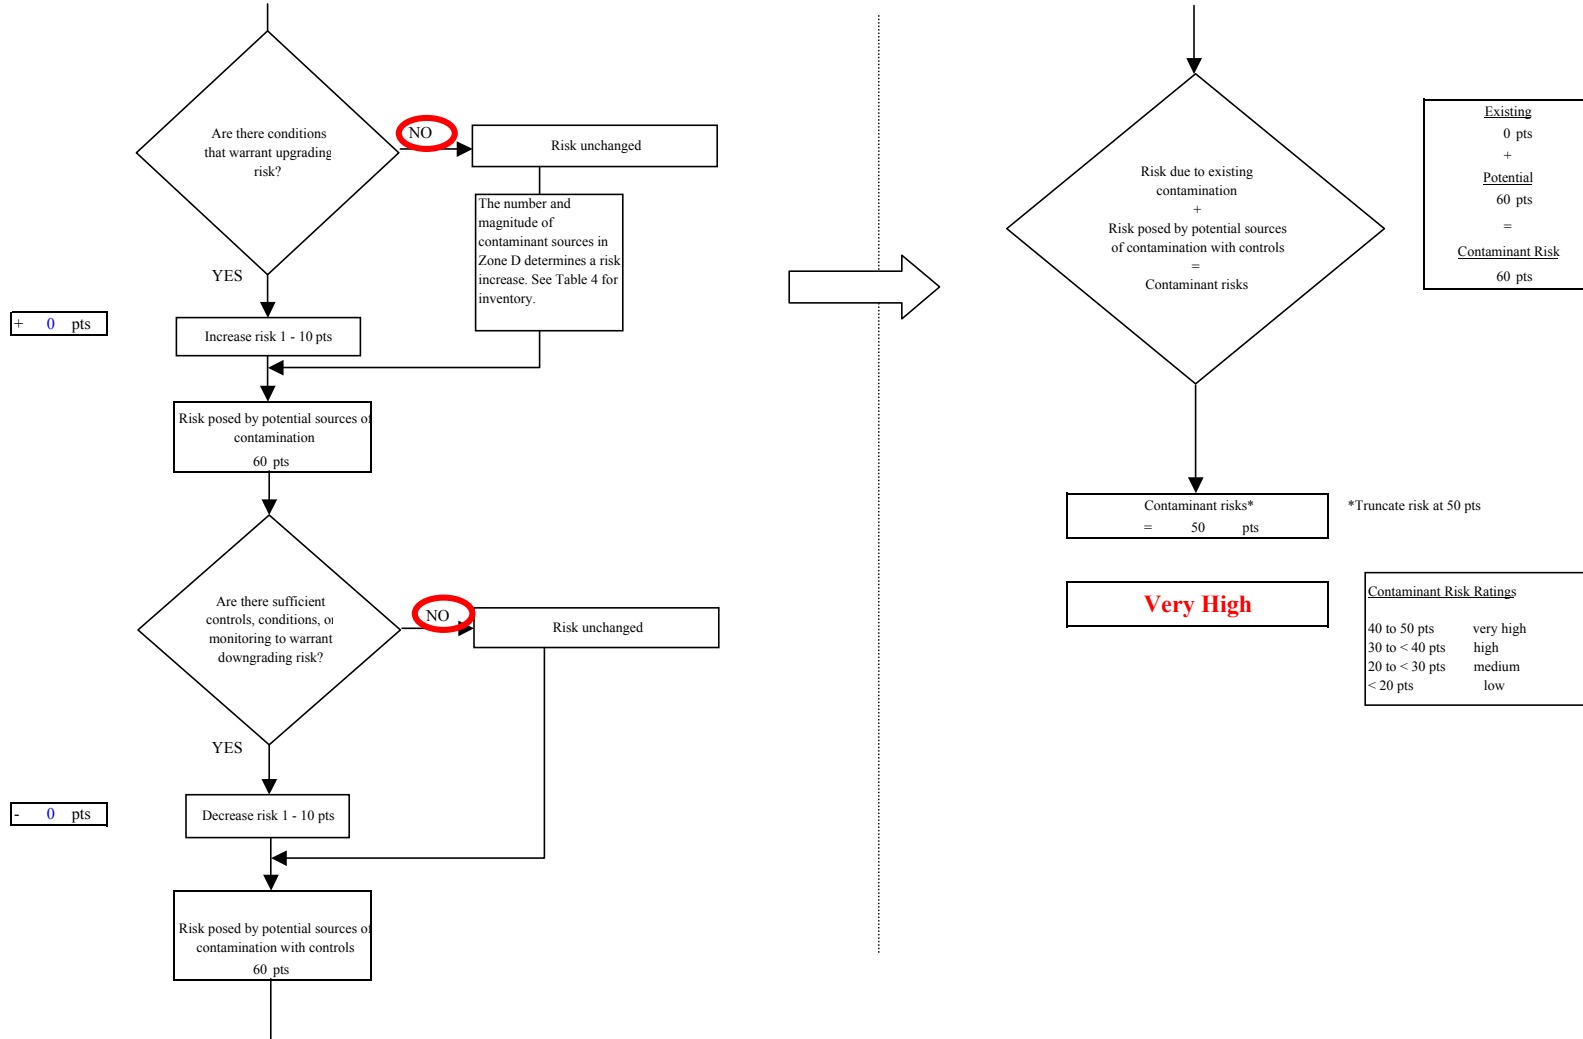 Are there conditions
that warrant upgrading
risk?
NO
Risk unchanged
The number and
magnitude of
contaminant sources in
Zone D determines a risk
increase. See Table 4 for
inventory.
YES
+ 0 pts
Increase risk 1 - 10 pts
Risk posed by potential sources of
contamination
60 pts
Are there sufficient
controls, conditions, or
monitoring to warrant
downgrading risk?
NO
Risk unchanged
YES
- 0 pts
Decrease risk 1 - 10 pts
Risk posed by potential sources of
contamination with controls
60 pts
Risk due to existing
contamination
+
Risk posed by potential sources
of contamination with controls
=
Contaminant risks
Existing
0 pts
+
Potential
60 pts
=
Contaminant Risk
60 pts
Contaminant risks*
= 50 pts
*Truncate risk at 50 pts
Very High
Contaminant Risk Ratings
40 to 50 pts very high
30 to < 40 pts high
20 to < 30 pts medium
< 20 pts low